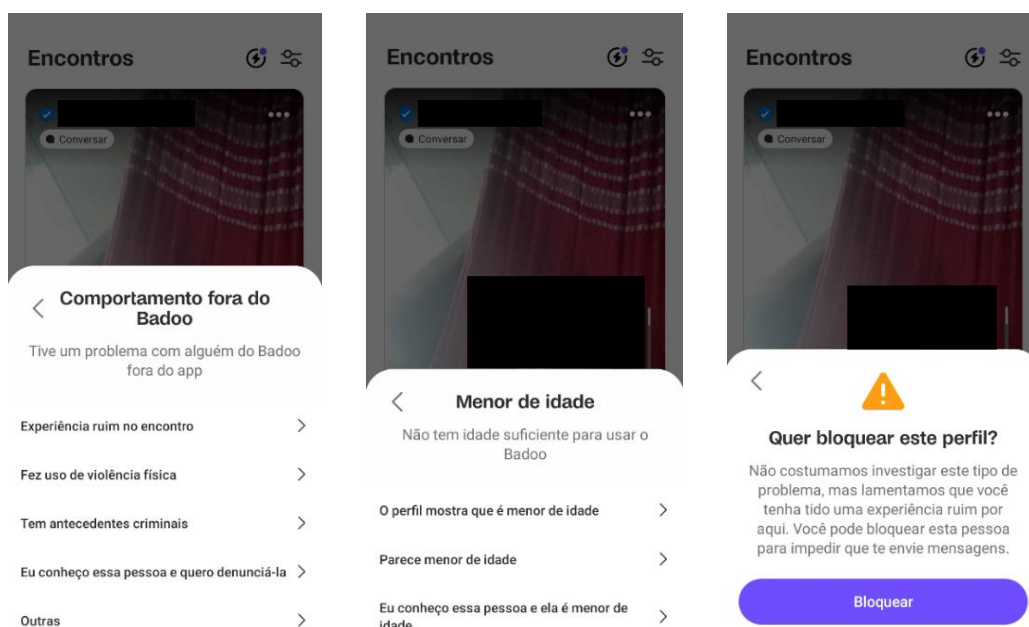 Encontros
Conversar
Comportamento fora do
Badoo
Tive um problema com alguém do Badoo
fora do app
Experiência ruim no encontro
Fez uso de violência física
Tem antecedentes criminais
Eu conheço essa pessoa e quero denunciá-la
Outras
Encontros
Conversar
Menor de idade
Não tem idade suficiente para usar o
Badoo
O perfil mostra que é menor de idade
Parece menor de idade
Eu conheço essa pessoa e ela é menor de
idade
Encontros
Conversar
Quer bloquear este perfil?
Não costumamos investigar este tipo de
problema, mas lamentamos que você
tenha tido uma experiência ruim por
aqui. Você pode bloquear esta pessoa
para impedir que te envie mensagens.
Bloquear